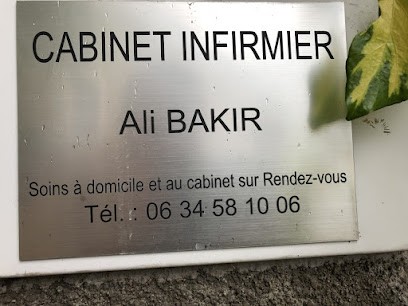 CABINET INFIRMIER
Ali BAKIR
Soins à domicile et au cabinet sur Rendez-vous
Tél. : 06 34 58 10 06